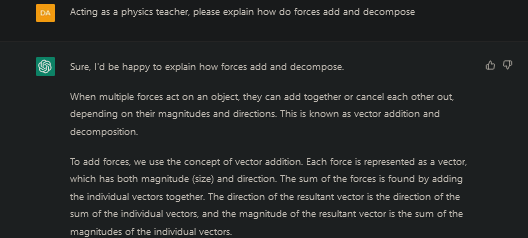 DA
Acting as a physics teacher, please explain how do forces add and decompose
Sure, I'd be happy to explain how forces add and decompose.
When multiple forces act on an object, they can add together or cancel each other out,
depending on their magnitudes and directions. This is known as vector addition and
decomposition.
To add forces, we use the concept of vector addition. Each force is represented as a vector,
which has both magnitude (size) and direction. The sum of the forces is found by adding
the individual vectors together. The direction of the resultant vector is the direction of the
sum of the individual vectors, and the magnitude of the resultant vector is the sum of the
magnitudes of the individual vectors.